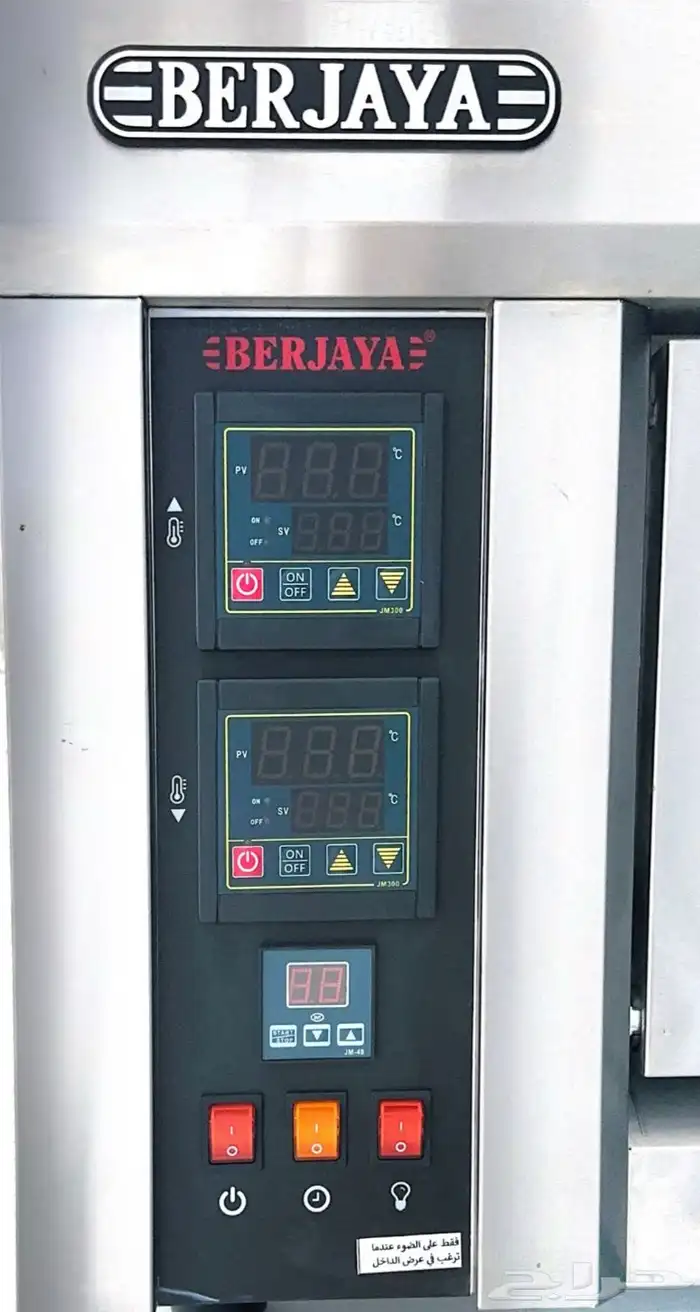 BERJAYA
BERJAYA®
PV
°C
ON
SV
°C
OFF
ON
OFF
JM300
PV
°C
ON
SV
°C
OFF
ON
OFF
JM300
START
STOP
JM-48
فقط على الضوء عندما
ترغب في عرض الداخل
حراج